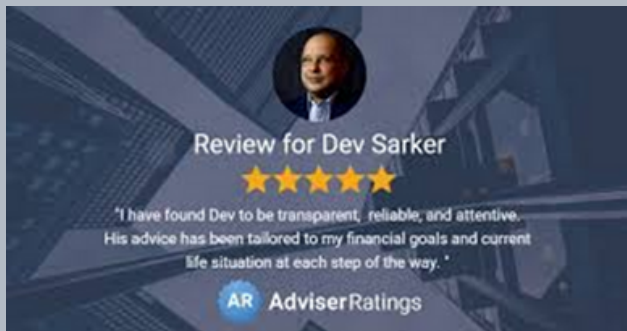 Review for Dev Sarker
"I have found Dev to be transparent, reliable, and attentive.
His advice has been tailored to my financial goals and current
life situation at each step of the way. "
AR AdviserRatings